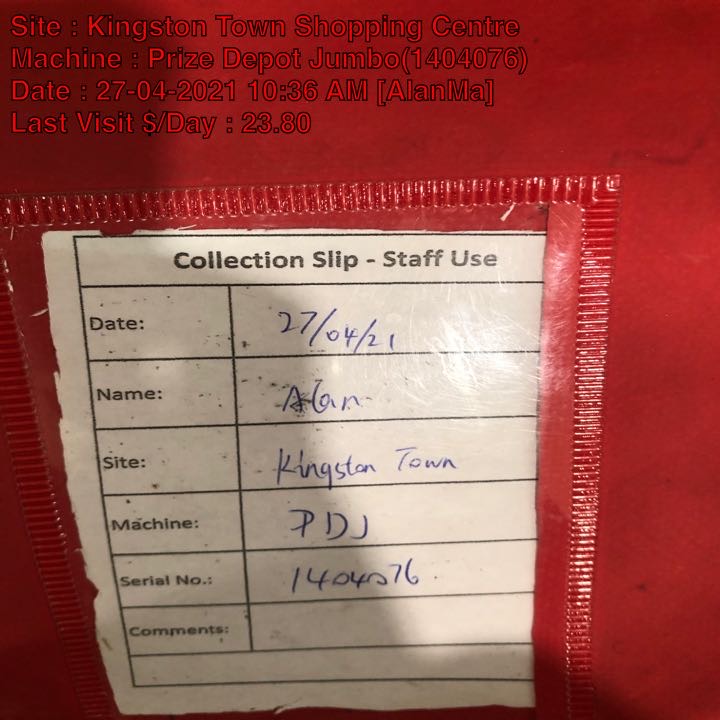 Site : Kingston Town Shopping Centre
Machine : Prize Depot Jumbo(1404076)
Date : 27-04-2021 10:36 AM [AlanMa]
Last Visit $/Day : 23.80
Collection Slip - Staff Use
Date: 27/04/21
Name: Alan
Site: Kingston Town
Machine: PDJ
Serial No.: 1404076
Comments: